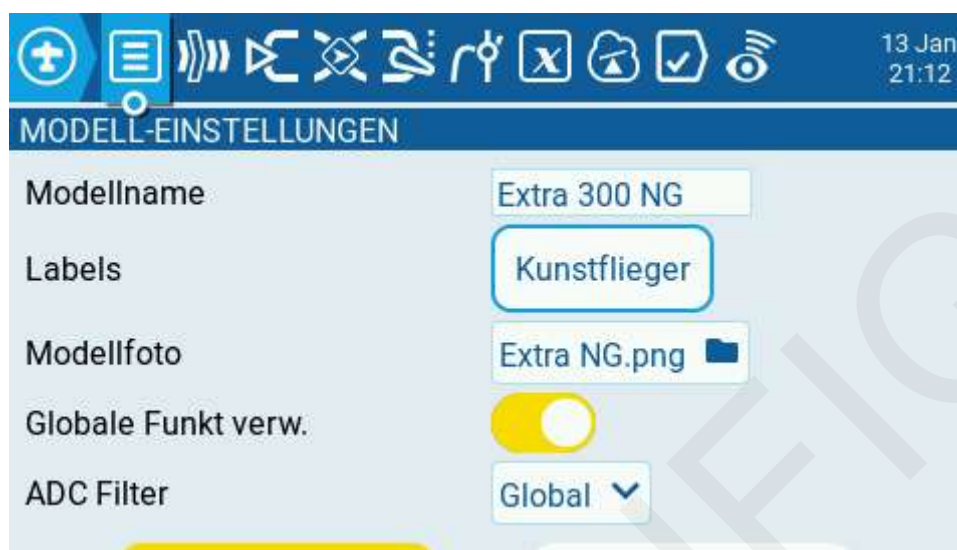 13 Jan
21:12
MODELL-EINSTELLUNGEN
Modellname Extra 300 NG
Labels Kunstflieger
Modellfoto Extra NG.png
Globale Funkt verw.
ADC Filter Global